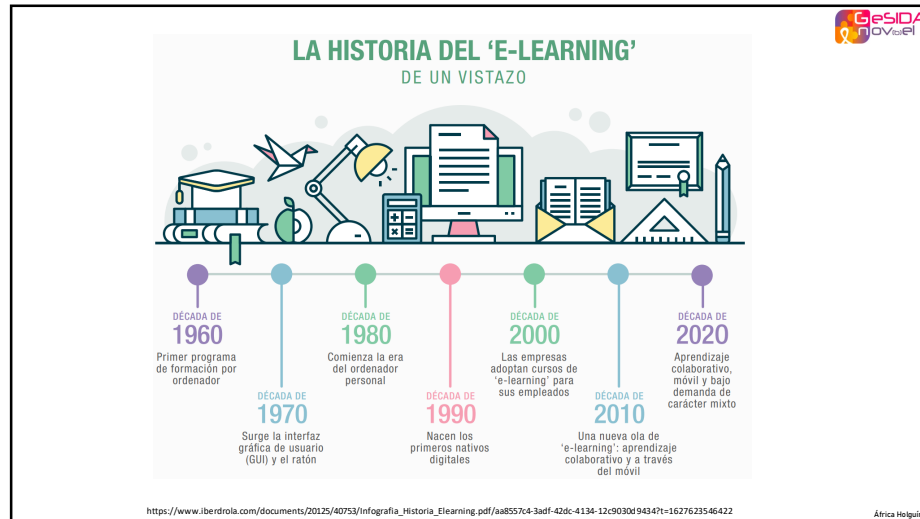 GeSIDA
novibiel
LA HISTORIA DEL ‘E-LEARNING’
DE UN VISTAZO
DÉCADA DE
1960
Primer programa
de formación por
ordenador
DÉCADA DE
1970
Surge la interfaz
gráfica de usuario
(GUI) y el ratón
DÉCADA DE
1980
Comienza la era
del ordenador
personal
DÉCADA DE
1990
Nacen los
primeros nativos
digitales
DÉCADA DE
2000
Las empresas
adoptan cursos de
‘e-learning’ para
sus empleados
DÉCADA DE
2010
Una nueva ola de
‘e-learning’: aprendizaje
colaborativo y a través
del móvil
DÉCADA DE
2020
Aprendizaje
colaborativo,
móvil y bajo
demanda de
carácter mixto
https://www.iberdrola.com/documents/20125/40753/Infografia_Historia_Elearning.pdf/aa8557c4-3adf-42dc-4134-12c9030d9434?t=1627623546422
África Holguín